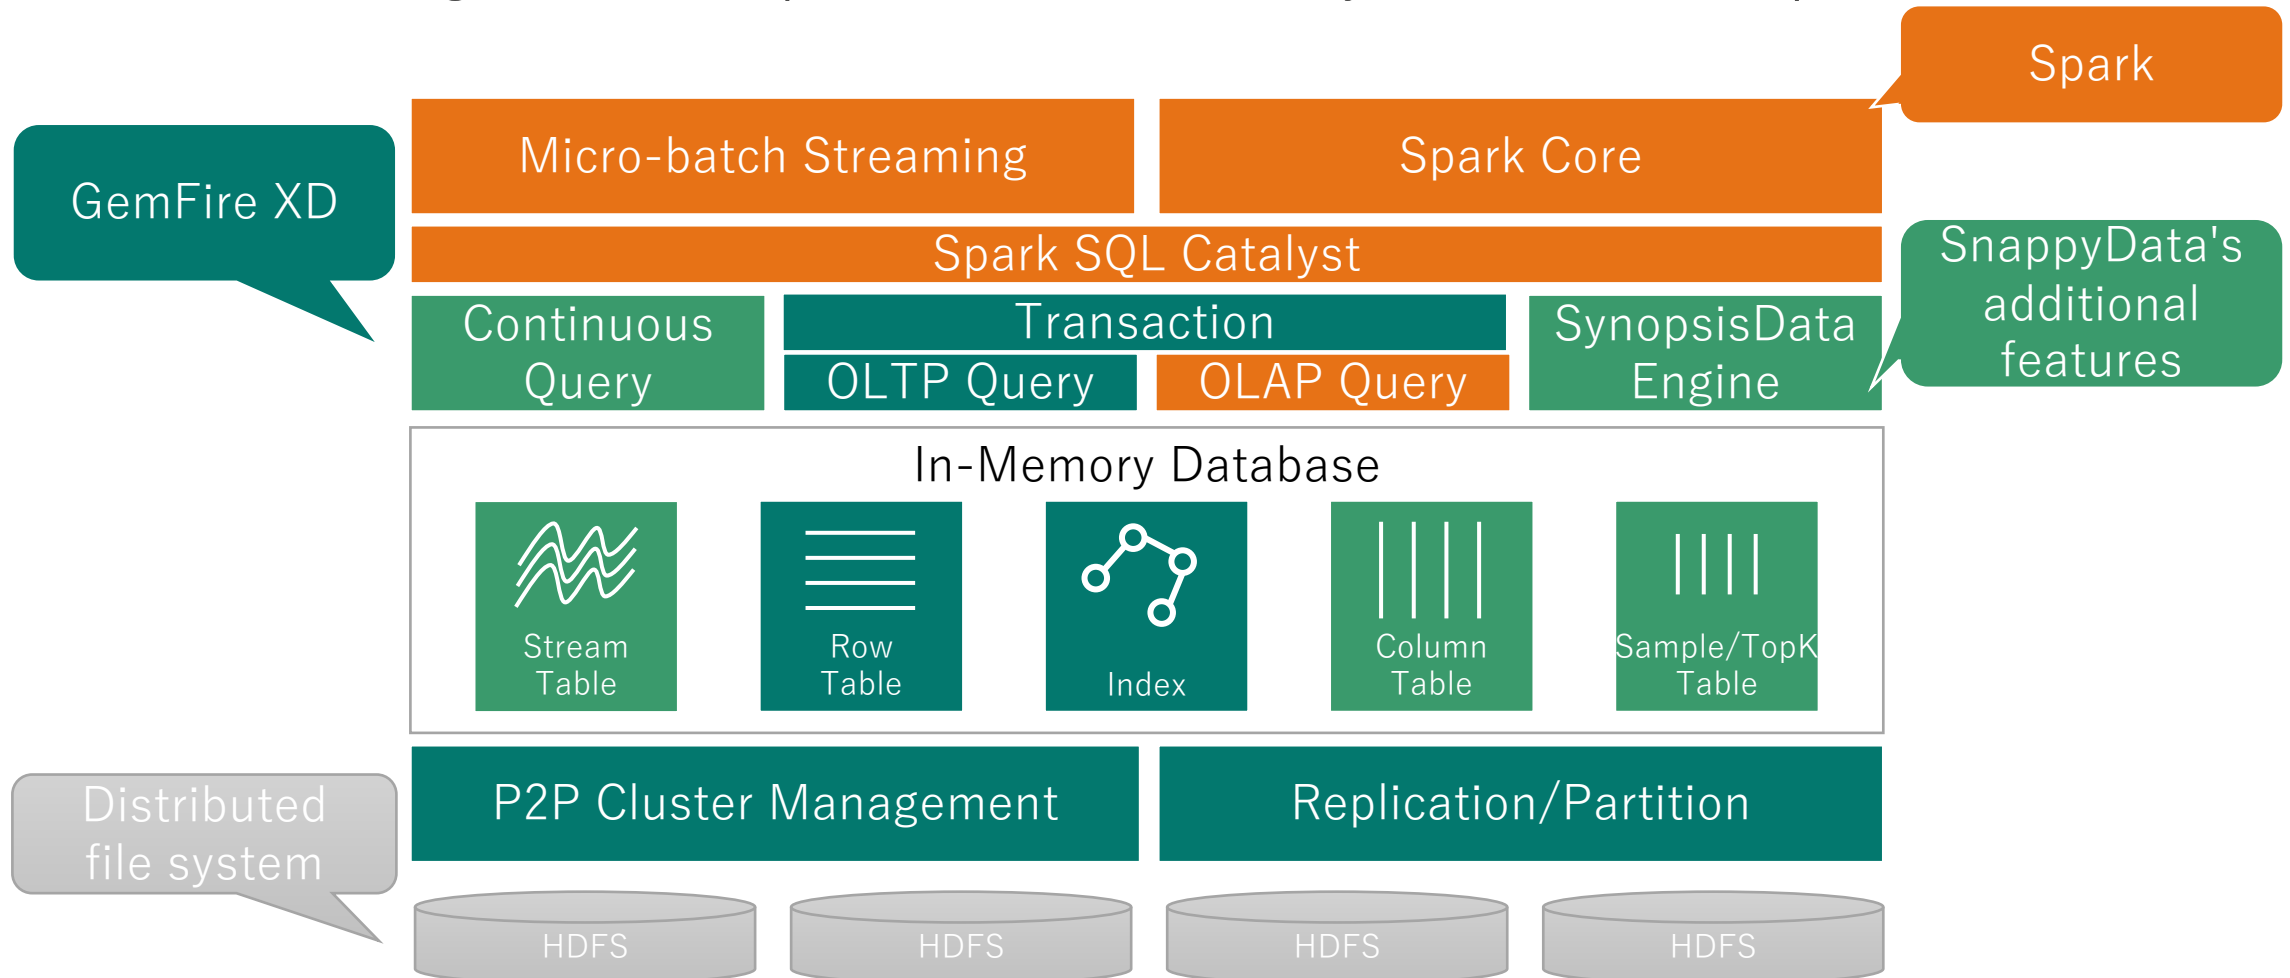 Spark
Micro-batch Streaming
Spark Core
GemFire XD
Spark SQL Catalyst
SnappyData's
additional
features
Continuous
Query
Transaction
OLTP Query
OLAP Query
SynopsisData
Engine
In-Memory Database
Stream
Table
Row
Table
Index
Column
Table
Sample/TopK
Table
P2P Cluster Management
Replication/Partition
Distributed
file system
HDFS
HDFS
HDFS
HDFS